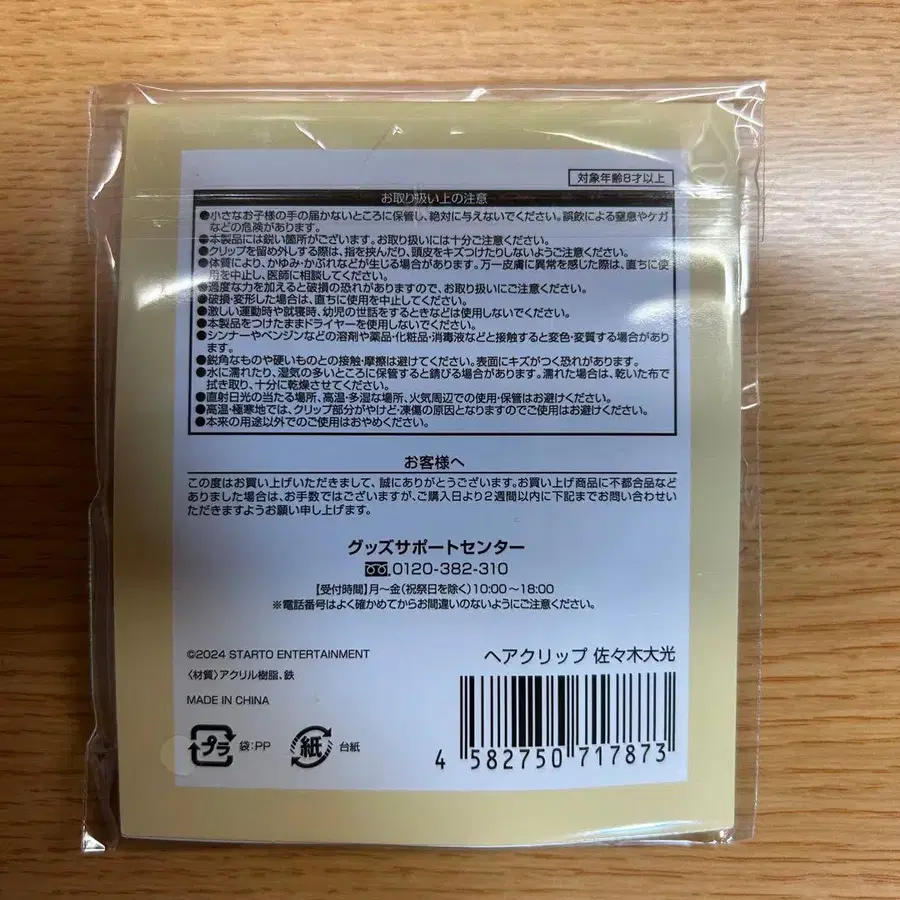 対象年齢8才以上
お取り扱い上の注意
●小さなお子様の手の届かないところに保管し、絶対に与えないでください。誤飲による窒息やケガ
などの危険があります。
●本製品には鋭い箇所がございます。お取り扱いには十分ご注意ください。
●クリップを留め外しする際は、指を挟んだり、頭皮をキズつけたりしないようご注意ください。
●体質により、かゆみ・かぶれなどが生じる場合があります。万一皮膚に異常を感じた際は、直ちに使
用を中止し、医師に相談してください。
●過度な力を加えると破損の恐れがありますので、お取り扱いにご注意ください。
●破損・変形した場合は、直ちに使用を中止してください。
●激しい運動時や就寝時、幼児の世話をするときなどは使用しないでください。
●本製品をつけたままドライヤーを使用しないでください。
●シンナーやベンジンなどの溶剤や薬品・化粧品・消毒液などと接触すると変色・変質する場合があり
ます。
●鋭角なものや硬いものとの接触・摩擦は避けてください。表面にキズがつく恐れがあります。
●水に濡れたり、湿気の多いところに保管すると錆びる場合があります。濡れた場合は、乾いた布で
拭き取り、十分に乾燥させてください。
●直射日光の当たる場所、高温・多湿な場所、火気周辺での使用・保管はお避けください。
●高温・極寒地では、クリップ部分がやけど・凍傷の原因となりますのでご使用はお避けください。
●本来の用途以外でのご使用はおやめください。
お客様へ
この度はお買い上げいただきまして、誠にありがとうございます。お買い上げ商品に不都合品など
ありました場合は、お手数ではございますが、ご購入日より2週間以内に下記までお問い合わせい
ただきますようお願い申し上げます。
グッズサポートセンター
0120-382-310
【受付時間】月～金(祝祭日を除く)10:00～18:00
※電話番号はよく確かめてからお間違いのないようにご注意ください。
©2024 STARTO ENTERTAINMENT
〈材質〉アクリル樹脂、鉄
MADE IN CHINA
プラ 袋:PP
紙 台紙
ヘアクリップ 佐々木大光
4 582750 717873